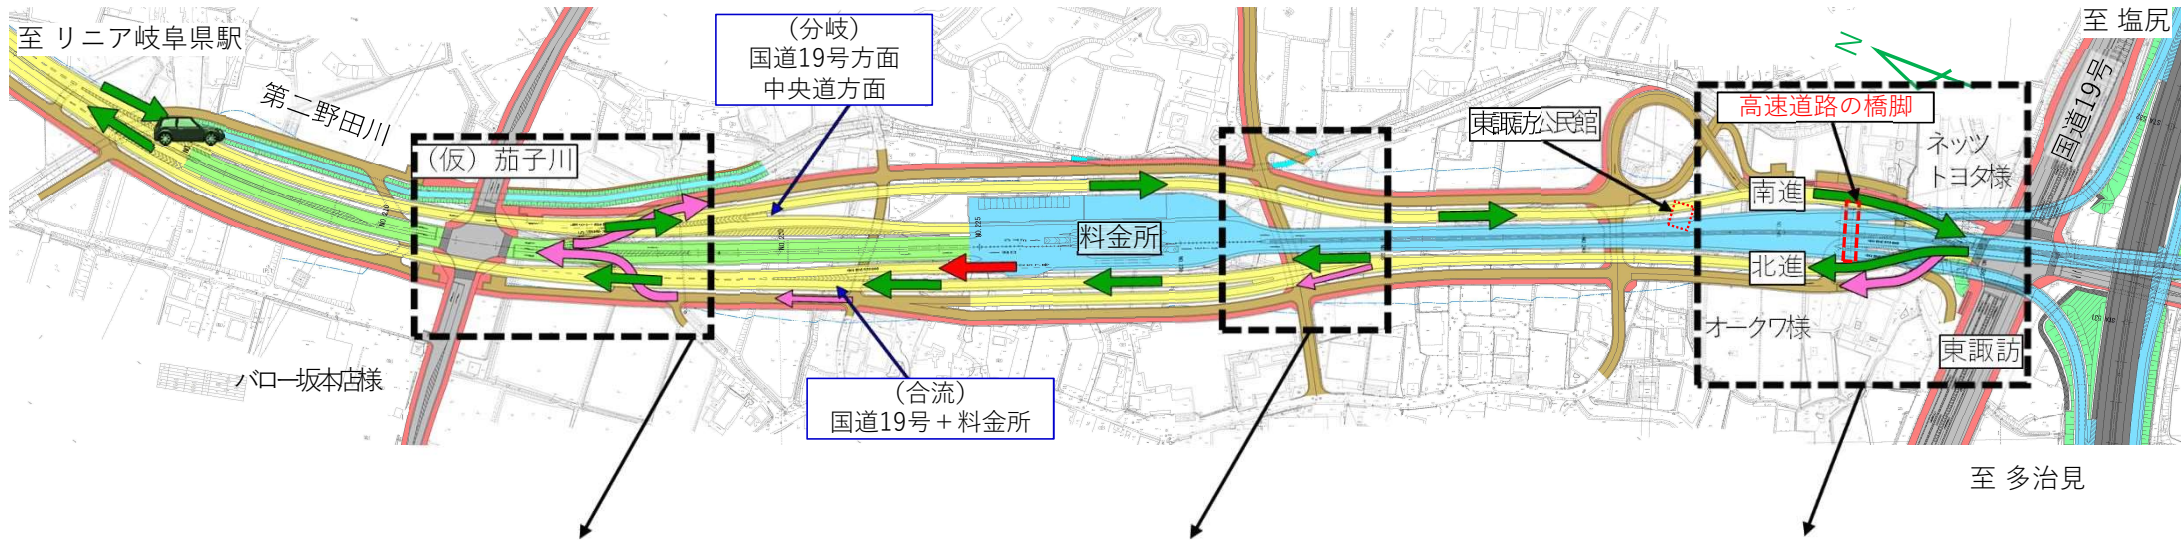 至 リニア岐阜県駅
第二野田川
(仮) 茄子川
バロー坂本店様
(分岐)
国道19号方面
中央道方面
料金所
(合流)
国道19号+料金所
東諏訪公民館
高速道路の橋脚
南進
北進
ネッツ
トヨタ様
オークワ様
東諏訪
国道19号
至 塩尻
至 多治見
N
NO.225